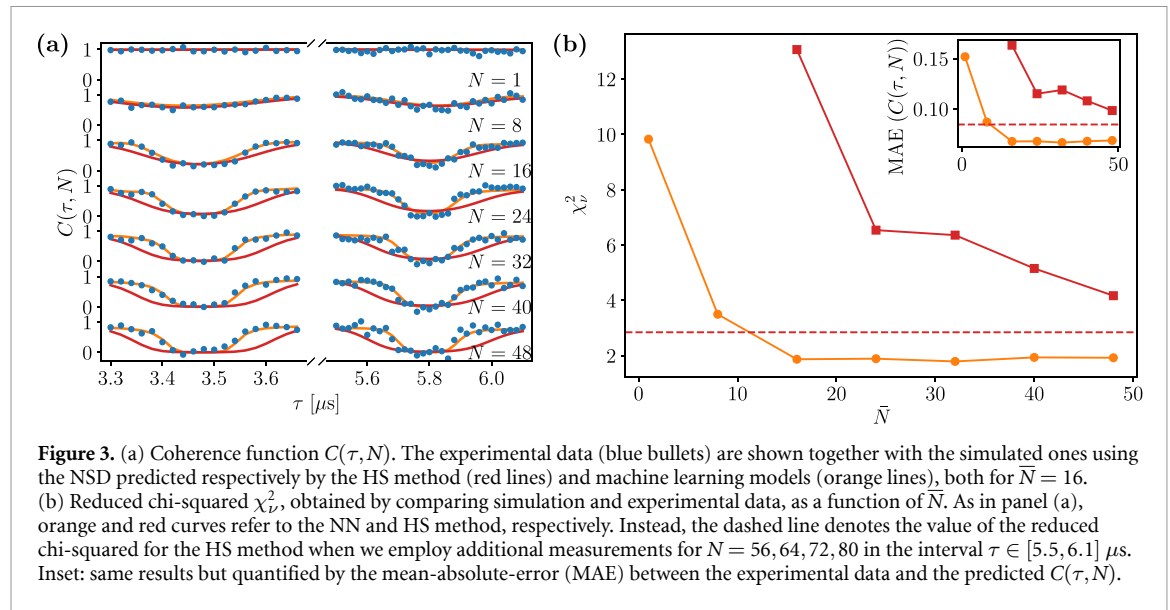 (a)
1
0
N = 1
1
0
N = 8
1
0
N = 16
1
0
N = 24
1
0
N = 32
1
0
N = 40
1
0
N = 48
C(τ, N)
3.3 3.4 3.5 3.6 5.6 5.8 6.0
τ [μs]
(b)
12
10
8
6
4
2
χ²_ν
0 10 20 30 40 50
N̄
0.15
0.10
MAE (C(τ, N))
0 50
Figure 3. (a) Coherence function C(τ,N). The experimental data (blue bullets) are shown together with the simulated ones using
the NSD predicted respectively by the HS method (red lines) and machine learning models (orange lines), both for N̄ = 16.
(b) Reduced chi-squared χ²_ν, obtained by comparing simulation and experimental data, as a function of N̄. As in panel (a),
orange and red curves refer to the NN and HS method, respectively. Instead, the dashed line denotes the value of the reduced
chi-squared for the HS method when we employ additional measurements for N = 56,64,72,80 in the interval τ ∈ [5.5,6.1] μs.
Inset: same results but quantified by the mean-absolute-error (MAE) between the experimental data and the predicted C(τ,N).